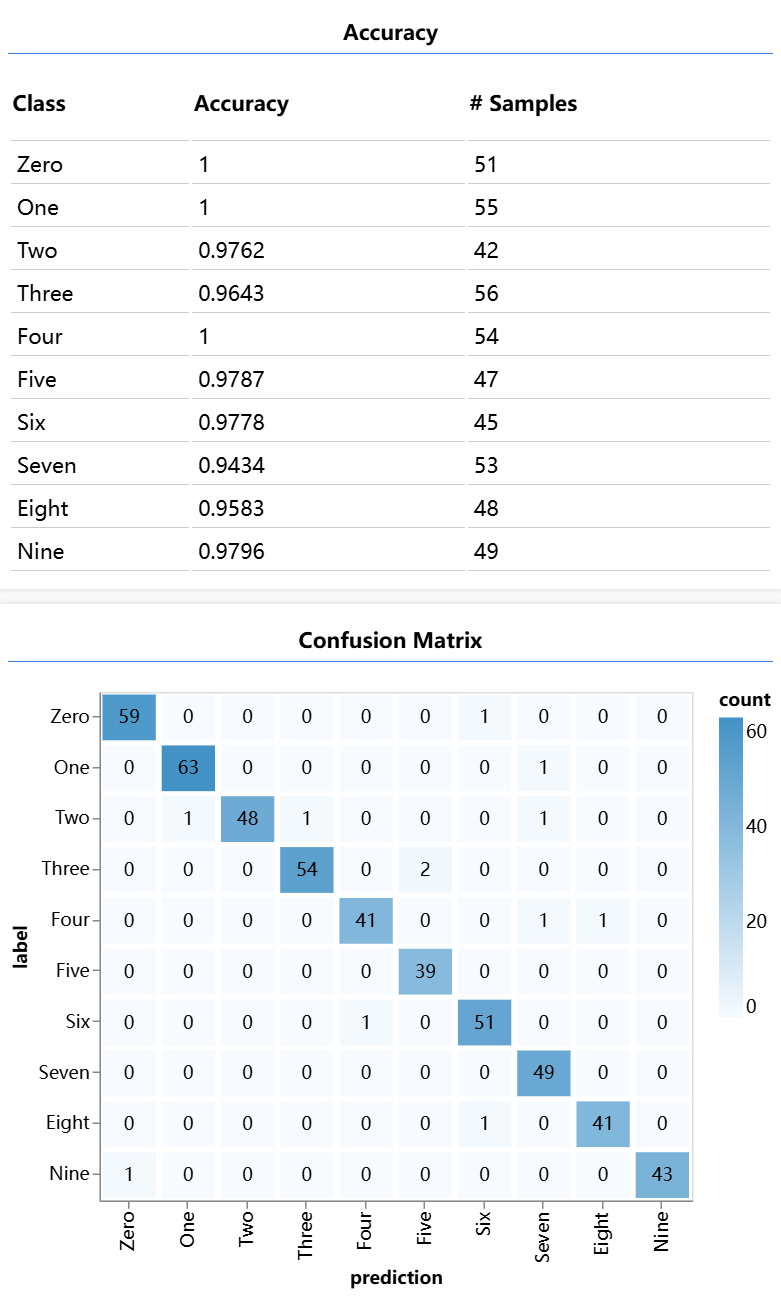 Accuracy
Class Accuracy # Samples
Zero 1 51
One 1 55
Two 0.9762 42
Three 0.9643 56
Four 1 54
Five 0.9787 47
Six 0.9778 45
Seven 0.9434 53
Eight 0.9583 48
Nine 0.9796 49
Confusion Matrix
count
Zero 59 0 0 0 0 0 1 0 0 0
60
One 0 63 0 0 0 0 0 1 0 0
Two 0 1 48 1 0 0 0 1 0 0
40
Three 0 0 0 54 0 2 0 0 0 0
Four 0 0 0 0 41 0 0 1 1 0
20
label
Five 0 0 0 0 0 39 0 0 0 0
0
Six 0 0 0 0 1 0 51 0 0 0
Seven 0 0 0 0 0 0 0 49 0 0
Eight 0 0 0 0 0 0 1 0 41 0
Nine 1 0 0 0 0 0 0 0 0 43
Zero One Two Three Four Five Six Seven Eight Nine
prediction